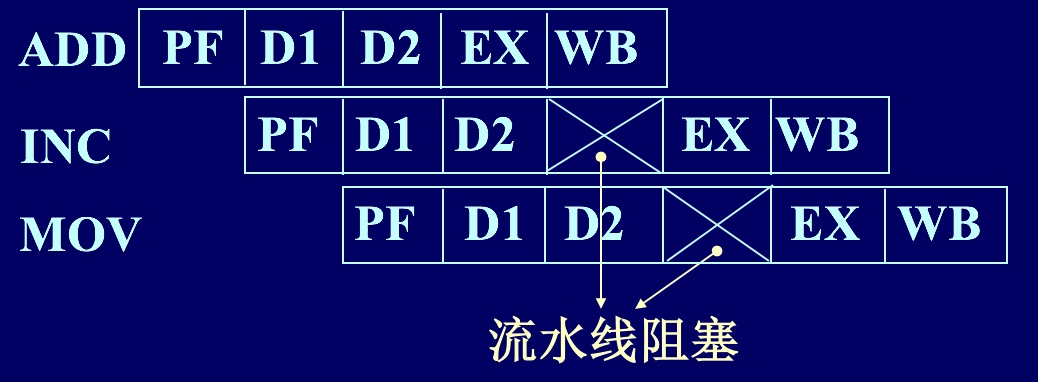 ADD PF D1 D2 EX WB
INC PF D1 D2 EX WB
MOV PF D1 D2 EX WB
流水线阻塞